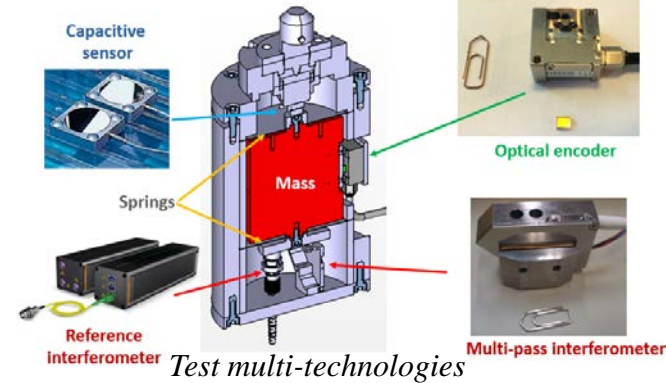 Capacitive
sensor
Optical encoder
Mass
Springs
Reference
interferometer
Multi-pass interferometer
Test multi-technologies